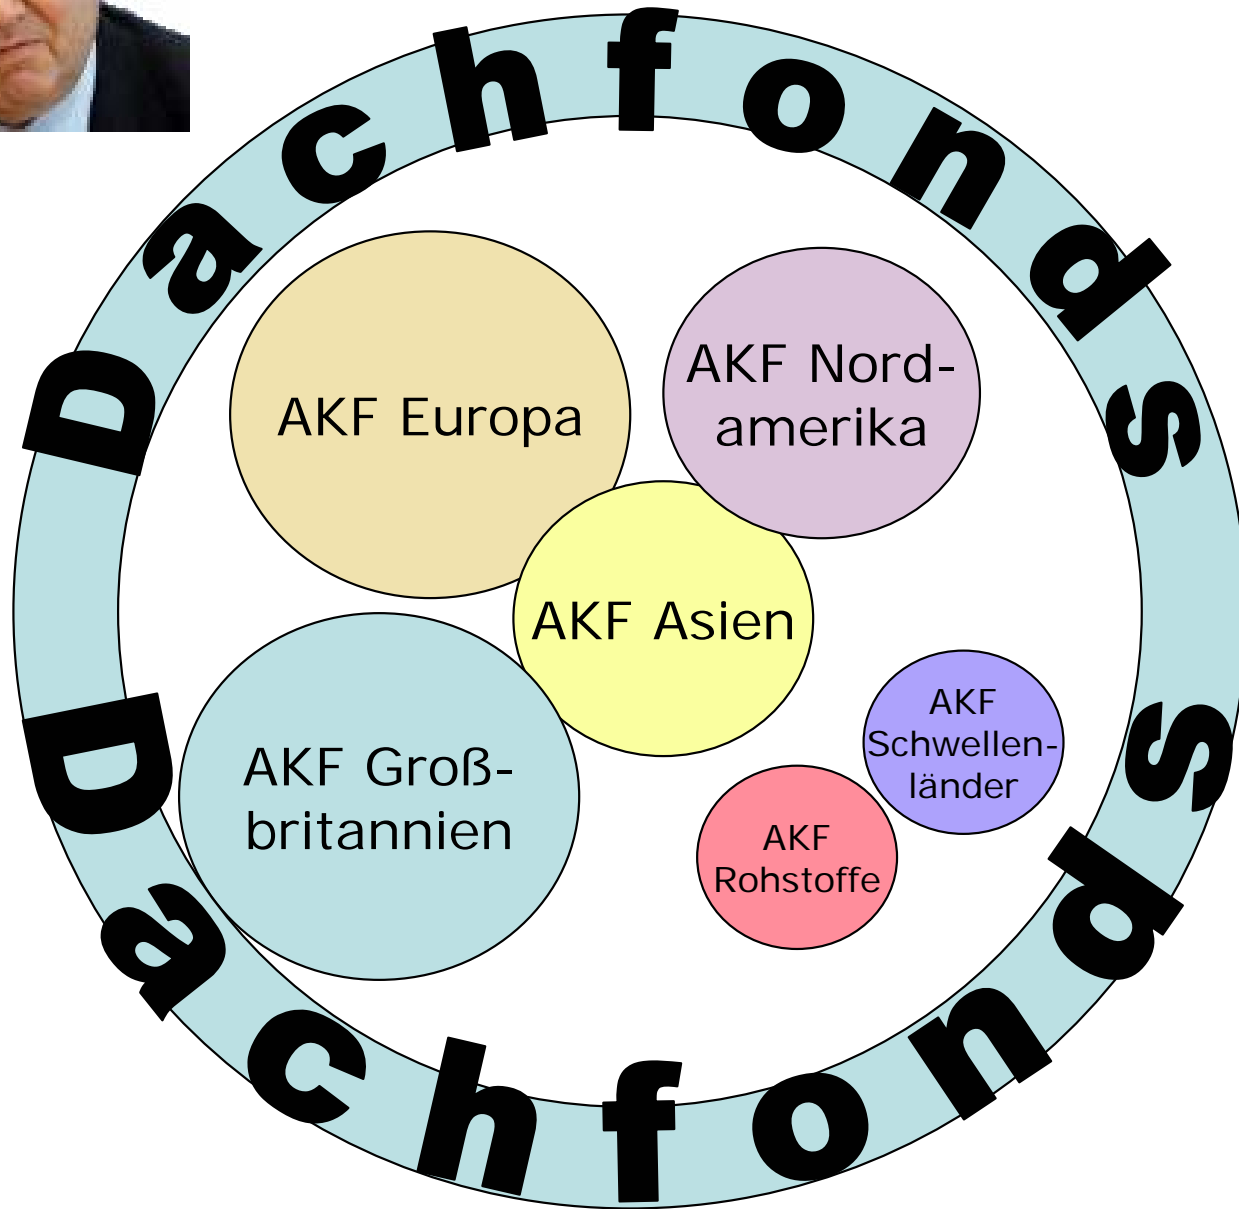 Dachfonds
AKF Europa
AKF Nord-
amerika
AKF Asien
AKF Groß-
britannien
AKF
Schwellen-
länder
AKF
Rohstoffe
Dachfonds